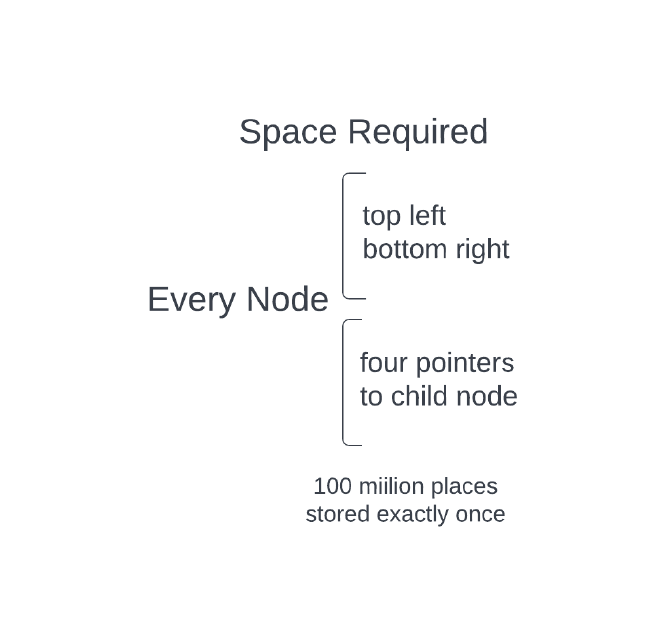 Space Required
top left
bottom right
Every Node
four pointers
to child node
100 miilion places
stored exactly once